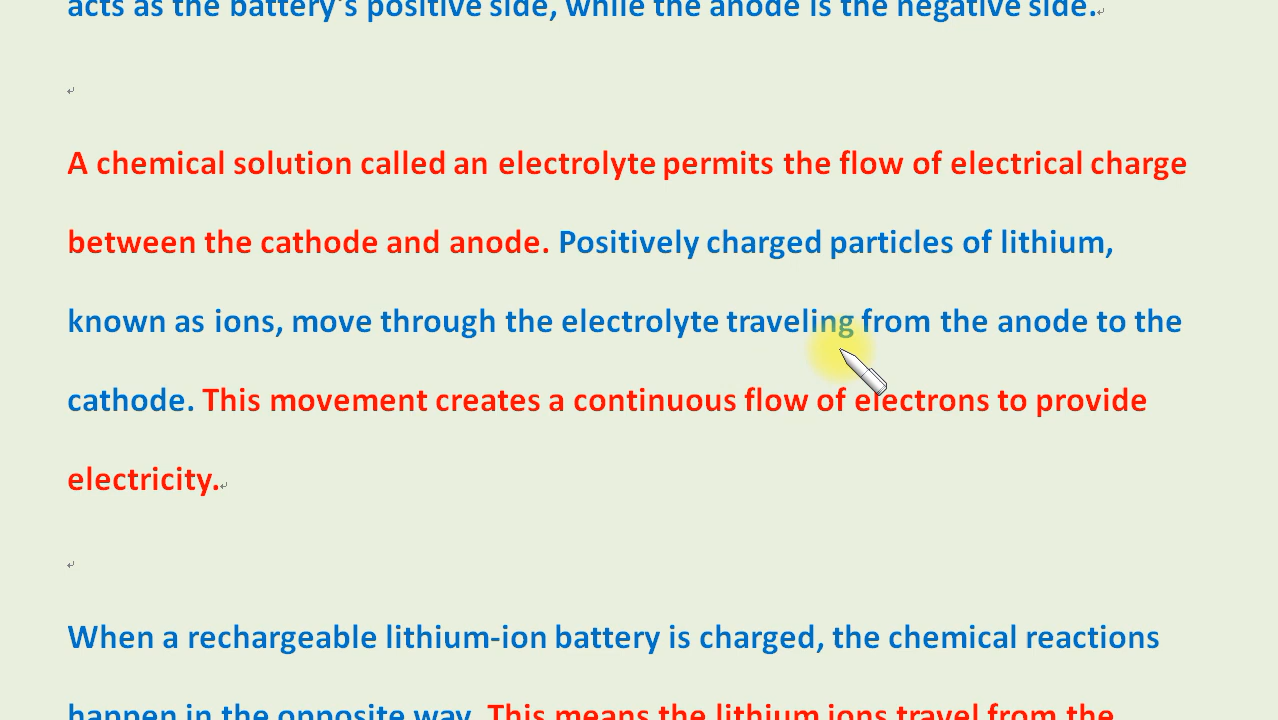 acts as the battery's positive side, while the anode is the negative side.
A chemical solution called an electrolyte permits the flow of electrical charge
between the cathode and anode. Positively charged particles of lithium,
known as ions, move through the electrolyte traveling from the anode to the
cathode. This movement creates a continuous flow of electrons to provide
electricity.
When a rechargeable lithium-ion battery is charged, the chemical reactions
happen in the opposite way. This means the lithium ions travel from the